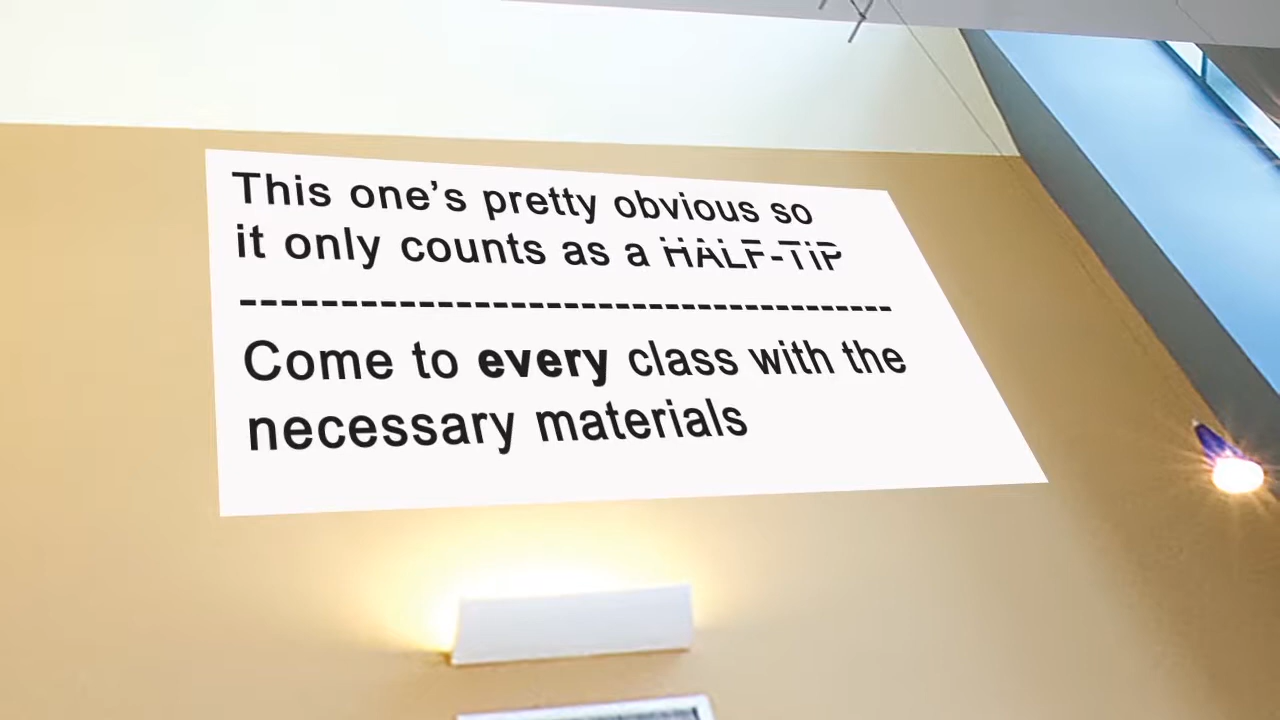 This one’s pretty obvious so
it only counts as a HALF-TiP
----------------------------------------
Come to every class with the
necessary materials